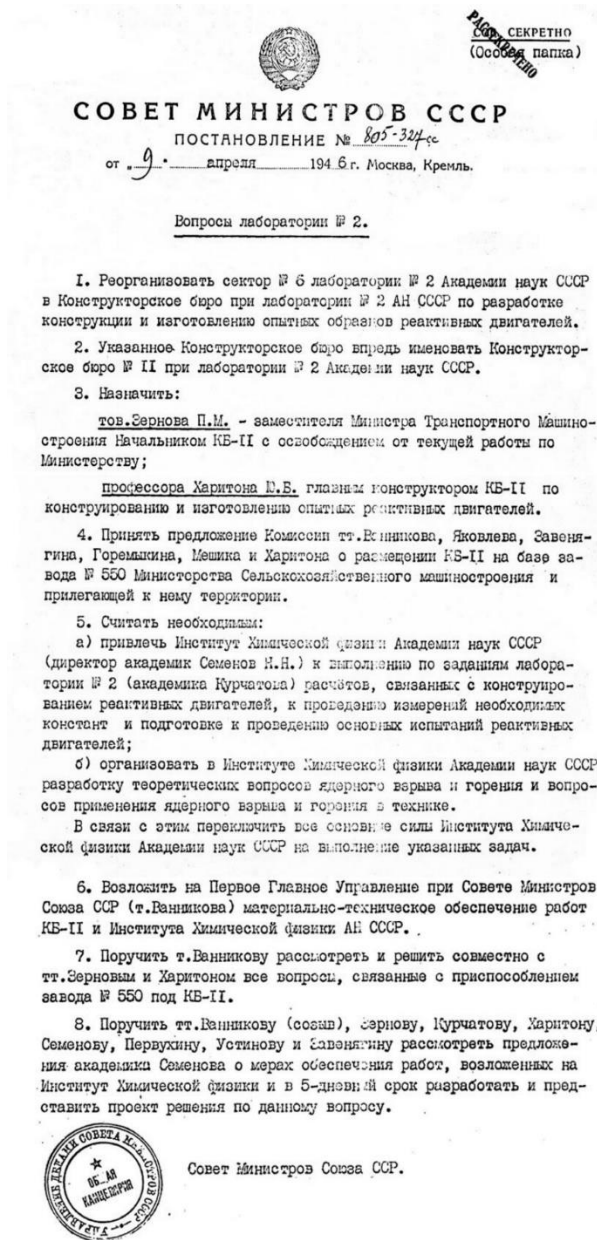 СОВ. СЕКРЕТНО
(Особая папка)
РАССЕКРЕЧЕНО
СОВЕТ МИНИСТРОВ СССР
ПОСТАНОВЛЕНИЕ № 805-327сс
от „ 9 " апреля 1946 г. Москва, Кремль.
Вопросы лаборатории № 2.
I. Реорганизовать сектор № 6 лаборатории № 2 Академии наук СССР
в Конструкторское бюро при лаборатории № 2 АН СССР по разработке
конструкции и изготовлению опытных образцов реактивных двигателей.
2. Указанное Конструкторское бюро впредь именовать Конструктор-
ское бюро № II при лаборатории № 2 Академии наук СССР.
3. Назначить:
тов.Зернова П.М. - заместителя Министра Транспортного Машино-
строения Начальником КБ-II с освобождением от текущей работы по
Министерству;
профессора Харитона Ю.Б. главным конструктором КБ-II по
конструированию и изготовлению опытных реактивных двигателей.
4. Принять предложение Комиссии тт.Ванникова, Яковлева, Завеня-
гина, Горемыкина, Мешика и Харитона о размещении КБ-II на базе за-
вода № 550 Министерства Сельскохозяйственного машиностроения и
прилегающей к нему территории.
5. Считать необходимым:
а) привлечь Институт Химической физики Академии наук СССР
(директор академик Семенов Н.Н.) к выполнению по заданиям лабора-
тории № 2 (академика Курчатова) расчётов, связанных с конструиро-
ванием реактивных двигателей, к проведению измерений необходимых
констант и подготовке к проведению основных испытаний реактивных
двигателей;
б) организовать в Институте Химической физики Академии наук СССР
разработку теоретических вопросов ядерного взрыва и горения и вопро-
сов применения ядерного взрыва и горения в технике.
В связи с этим переключить все основные силы Института Химиче-
ской физики Академии наук СССР на выполнение указанных задач.
6. Возложить на Первое Главное Управление при Совете Министров
Союза ССР (т.Ванникова) материально-техническое обеспечение работ
КБ-II и Института Химической физики АН СССР.
7. Поручить т.Ванникову рассмотреть и решить совместно с
тт.Зерновым и Харитоном все вопросы, связанные с приспособлением
завода № 550 под КБ-II.
8. Поручить тт.Ванникову (созыв), Зернову, Курчатову, Харитону,
Семенову, Первухину, Устинову и Завенягину рассмотреть предложе-
ния академика Семенова о мерах обеспечения работ, возложенных на
Институт Химической физики и в 5-дневный срок разработать и пред-
ставить проект решения по данному вопросу.
Совет Министров Союза ССР.
УПРАВЛЕНИЕ ДЕЛАМИ СОВЕТА МИНИСТРОВ СССР
ОБЩАЯ
КАНЦЕЛЯРИЯ